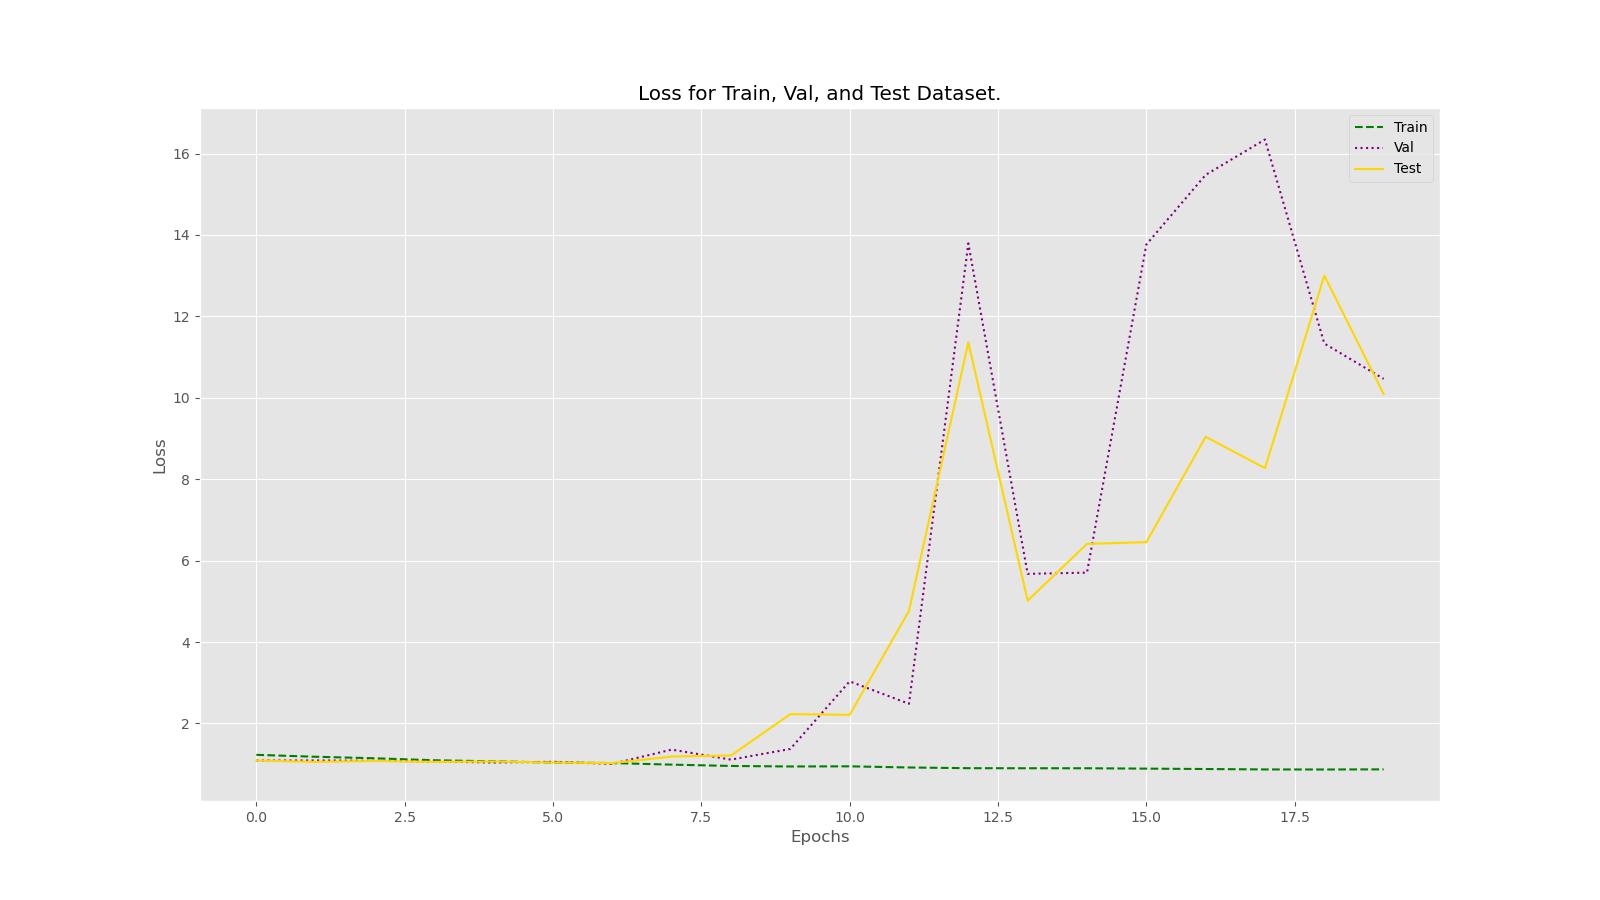 Loss for Train, Val, and Test Dataset.
Train
Val
Test
16
14
12
10
8
6
4
2
Loss
0.0 2.5 5.0 7.5 10.0 12.5 15.0 17.5
Epochs